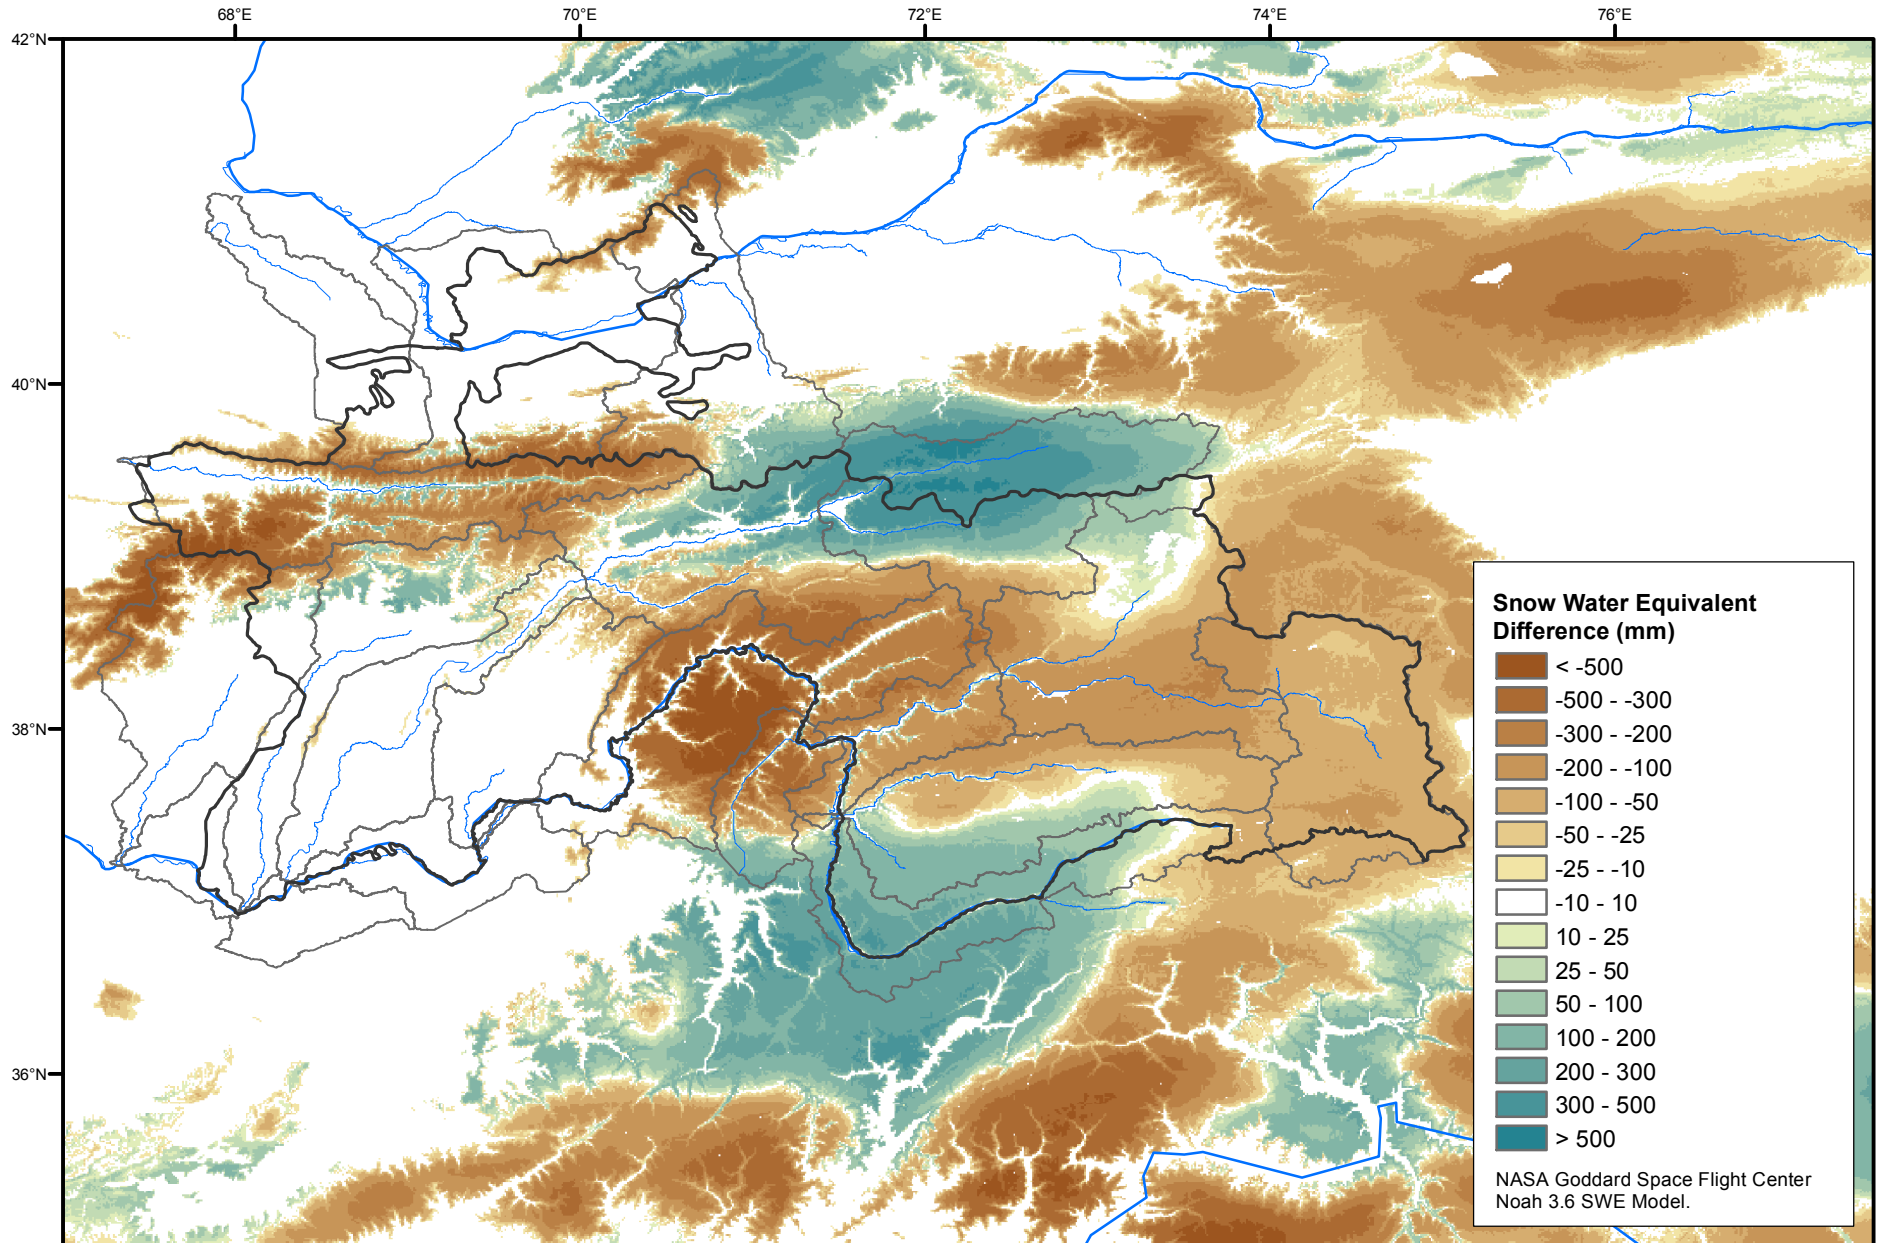 68°E 70°E 72°E 74°E 76°E
42°N
40°N
38°N
36°N
Snow Water Equivalent
Difference (mm)
< -500
-500 - -300
-300 - -200
-200 - -100
-100 - -50
-50 - -25
-25 - -10
-10 - 10
10 - 25
25 - 50
50 - 100
100 - 200
200 - 300
300 - 500
> 500
NASA Goddard Space Flight Center
Noah 3.6 SWE Model.